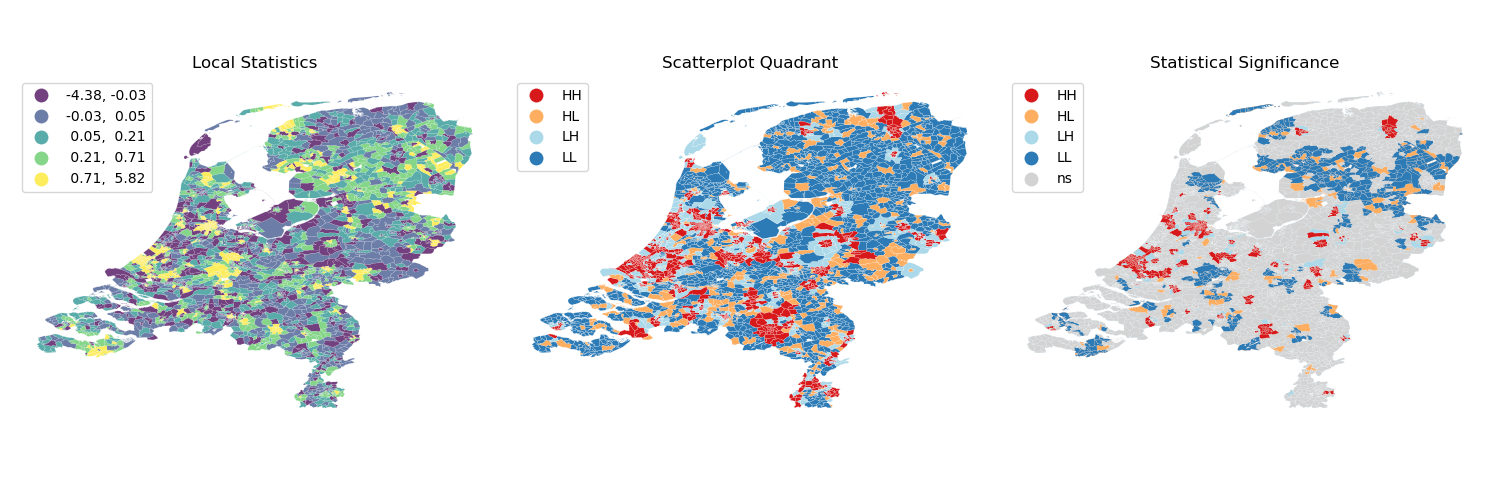 Local Statistics
-4.38, -0.03
-0.03, 0.05
0.05, 0.21
0.21, 0.71
0.71, 5.82
Scatterplot Quadrant
HH
HL
LH
LL
Statistical Significance
HH
HL
LH
LL
ns